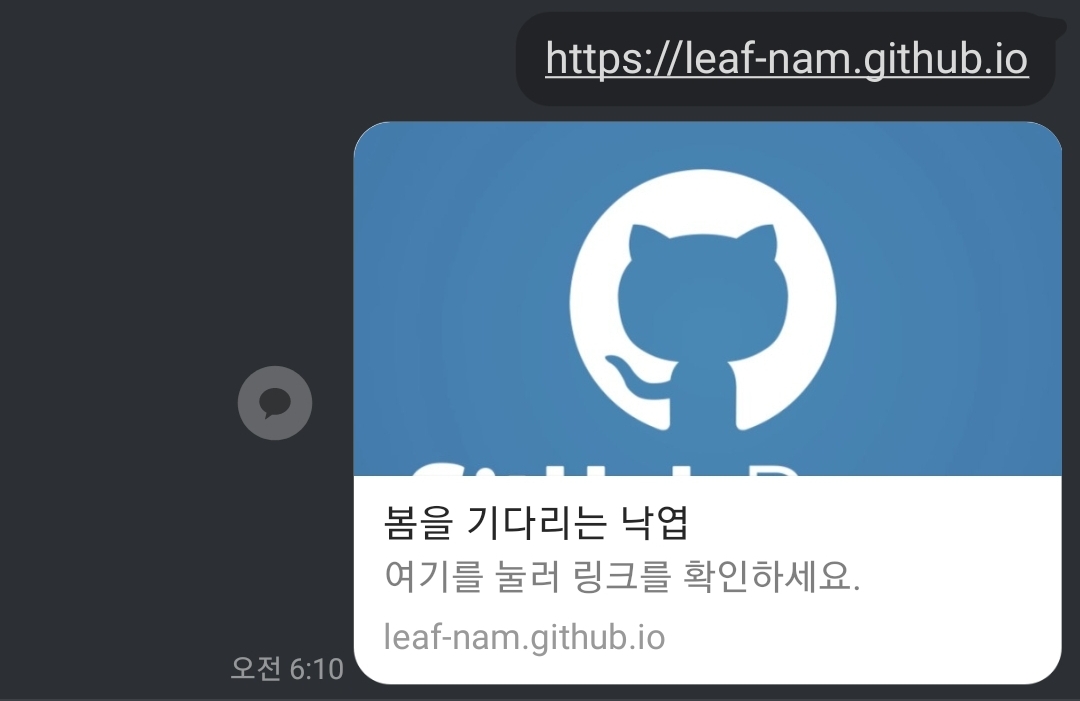 https://leaf-nam.github.io
봄을 기다리는 낙엽
여기를 눌러 링크를 확인하세요.
leaf-nam.github.io
오전 6:10